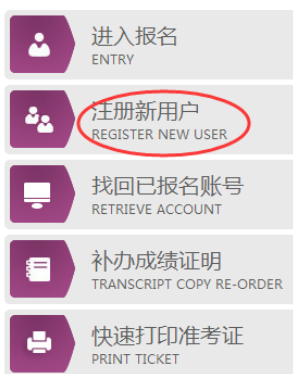 进入报名
ENTRY
注册新用户
REGISTER NEW USER
找回已报名账号
RETRIEVE ACCOUNT
补办成绩证明
TRANSCRIPT COPY RE-ORDER
快速打印准考证
PRINT TICKET